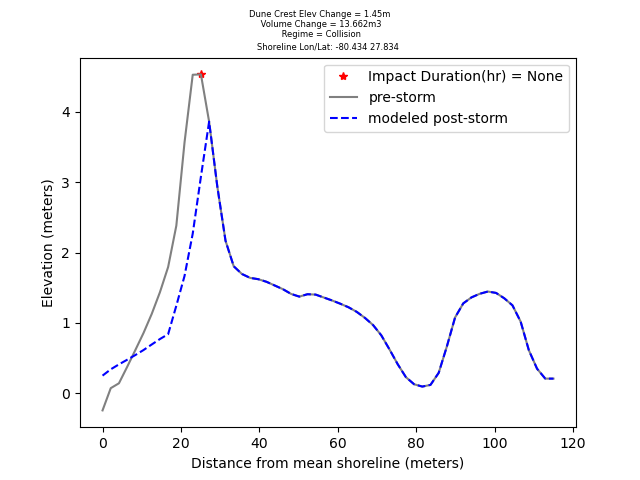 Dune Crest Elev Change = 1.45m
Volume Change = 13.662m3
Regime = Collision
Shoreline Lon/Lat: -80.434 27.834
Impact Duration(hr) = None
pre-storm
modeled post-storm
Elevation (meters)
4
3
2
1
0
0 20 40 60 80 100 120
Distance from mean shoreline (meters)